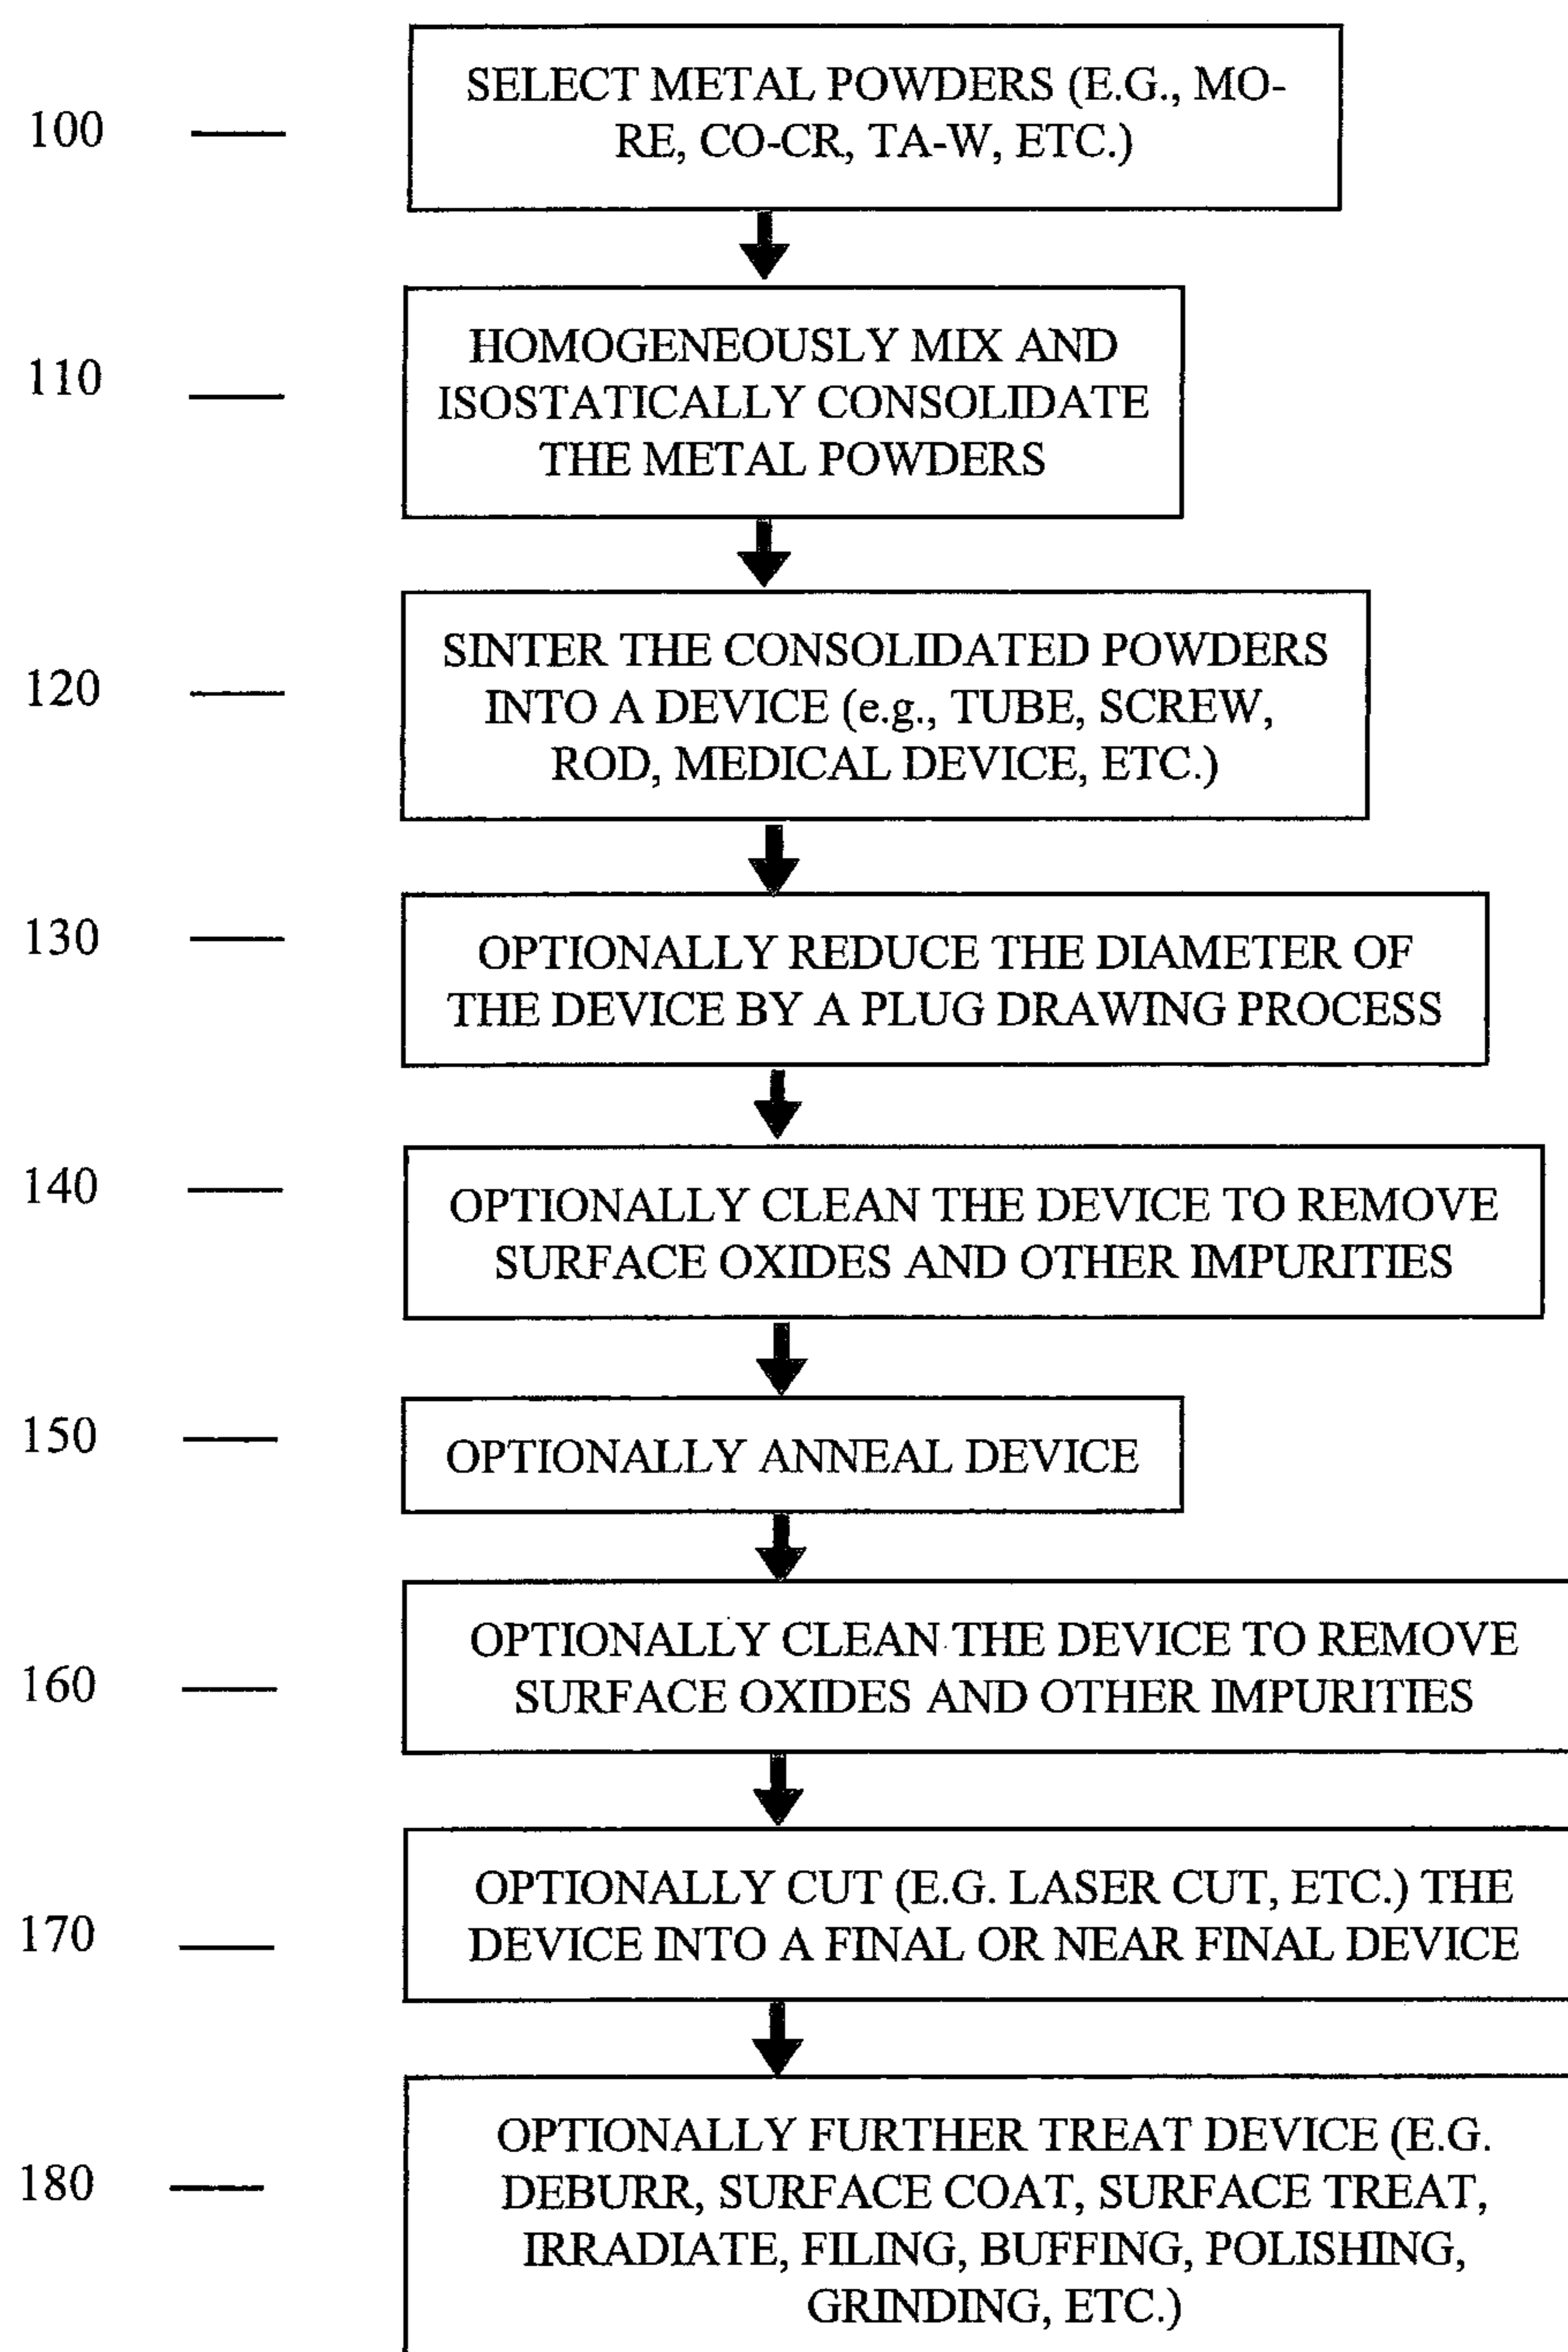 100
SELECT METAL POWDERS (E.G., MO-
RE, CO-CR, TA-W, ETC.)
110
HOMOGENEOUSLY MIX AND
ISOSTATICALLY CONSOLIDATE
THE METAL POWDERS
120
SINTER THE CONSOLIDATED POWDERS
INTO A DEVICE (e.g., TUBE, SCREW,
ROD, MEDICAL DEVICE, ETC.)
130
OPTIONALLY REDUCE THE DIAMETER OF
THE DEVICE BY A PLUG DRAWING PROCESS
140
OPTIONALLY CLEAN THE DEVICE TO REMOVE
SURFACE OXIDES AND OTHER IMPURITIES
150
OPTIONALLY ANNEAL DEVICE
160
OPTIONALLY CLEAN THE DEVICE TO REMOVE
SURFACE OXIDES AND OTHER IMPURITIES
170
OPTIONALLY CUT (E.G. LASER CUT, ETC.) THE
DEVICE INTO A FINAL OR NEAR FINAL DEVICE
180
OPTIONALLY FURTHER TREAT DEVICE (E.G.
DEBURR, SURFACE COAT, SURFACE TREAT,
IRRADIATE, FILING, BUFFING, POLISHING,
GRINDING, ETC.)